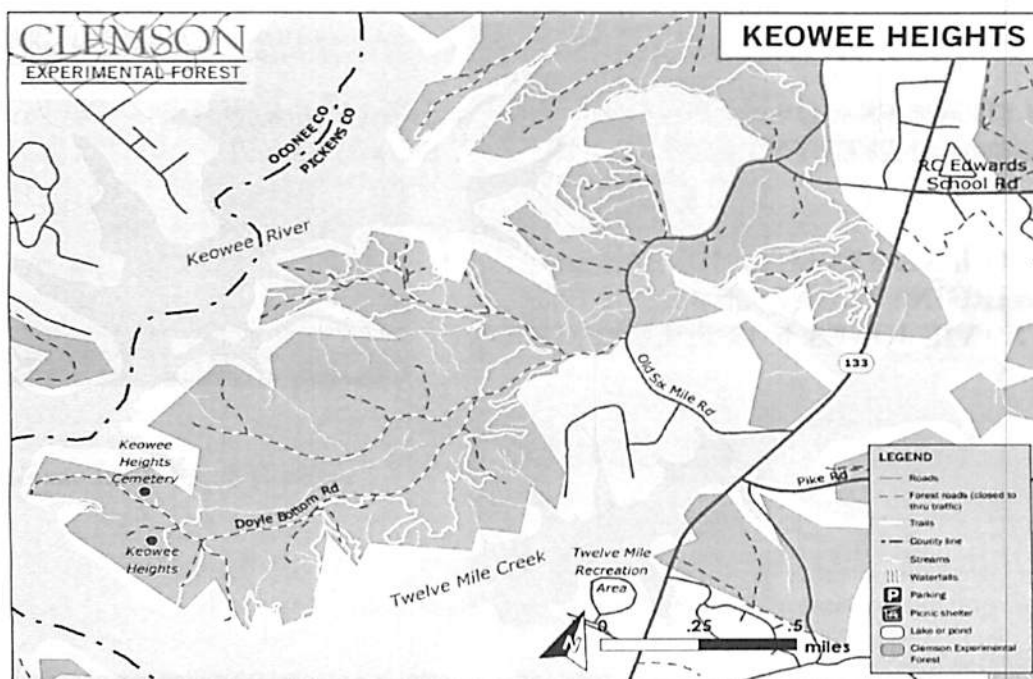 CLEMSON
EXPERIMENTAL FOREST
KEOWEE HEIGHTS
OCONEE CO
PICKENS CO
RC Edwards
School Rd
Keowee River
133
Old Six Mile Rd
Keowee
Heights
Cemetery
Pike Rd
Doyle Bottom Rd
Keowee
Heights
Twelve Mile Creek
Twelve Mile
Recreation
Area
N
0 .25 .5
miles
LEGEND
Roads
Forest roads (closed to
thru traffic)
Trails
County line
Streams
Waterfalls
P Parking
Picnic shelter
Lake or pond
Clemson Experimental
Forest